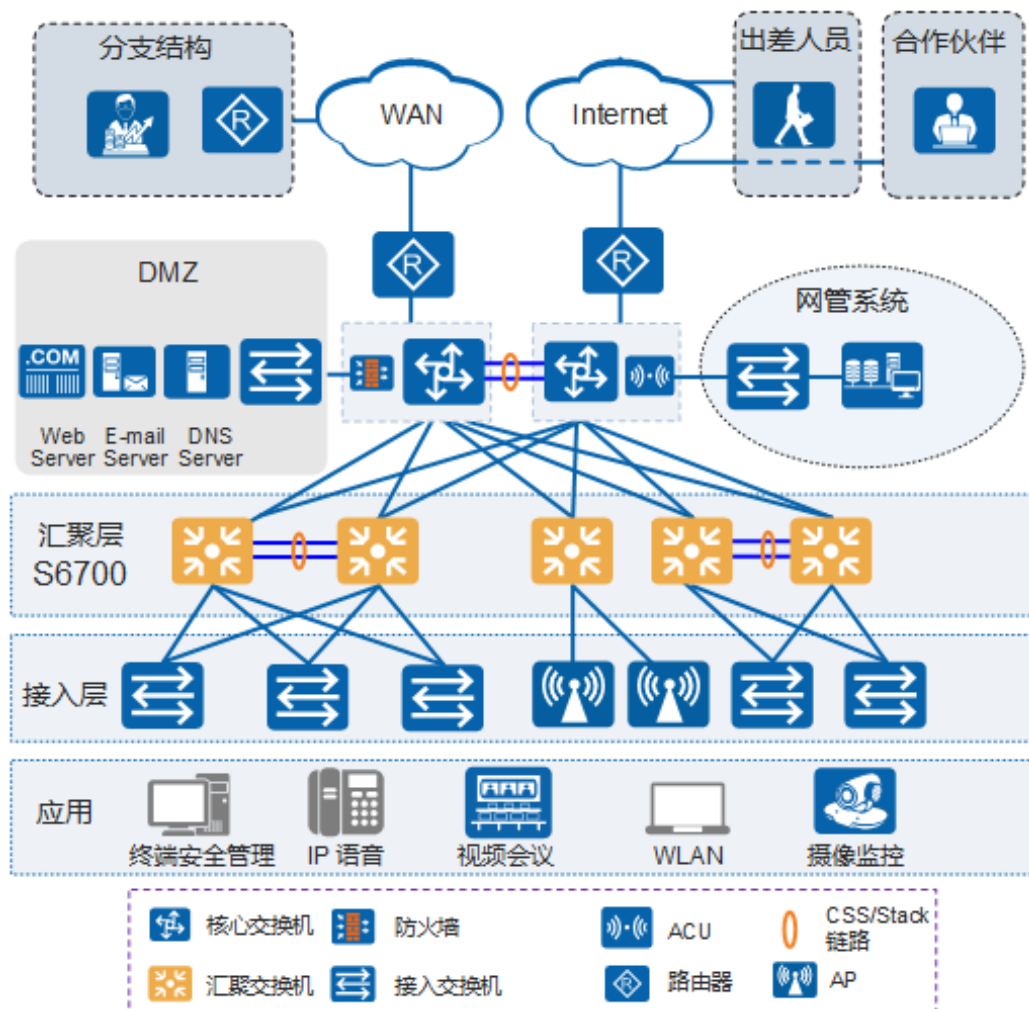 分支结构
WAN
Internet
出差人员
合作伙伴
R
R
R
DMZ
.COM
Web
Server
E-mail
Server
DNS
Server
网管系统
汇聚层
S6700
接入层
应用
终端安全管理
IP 语音
视频会议
WLAN
摄像监控
核心交换机
防火墙
ACU
CSS/Stack
链路
汇聚交换机
接入交换机
R
路由器
AP